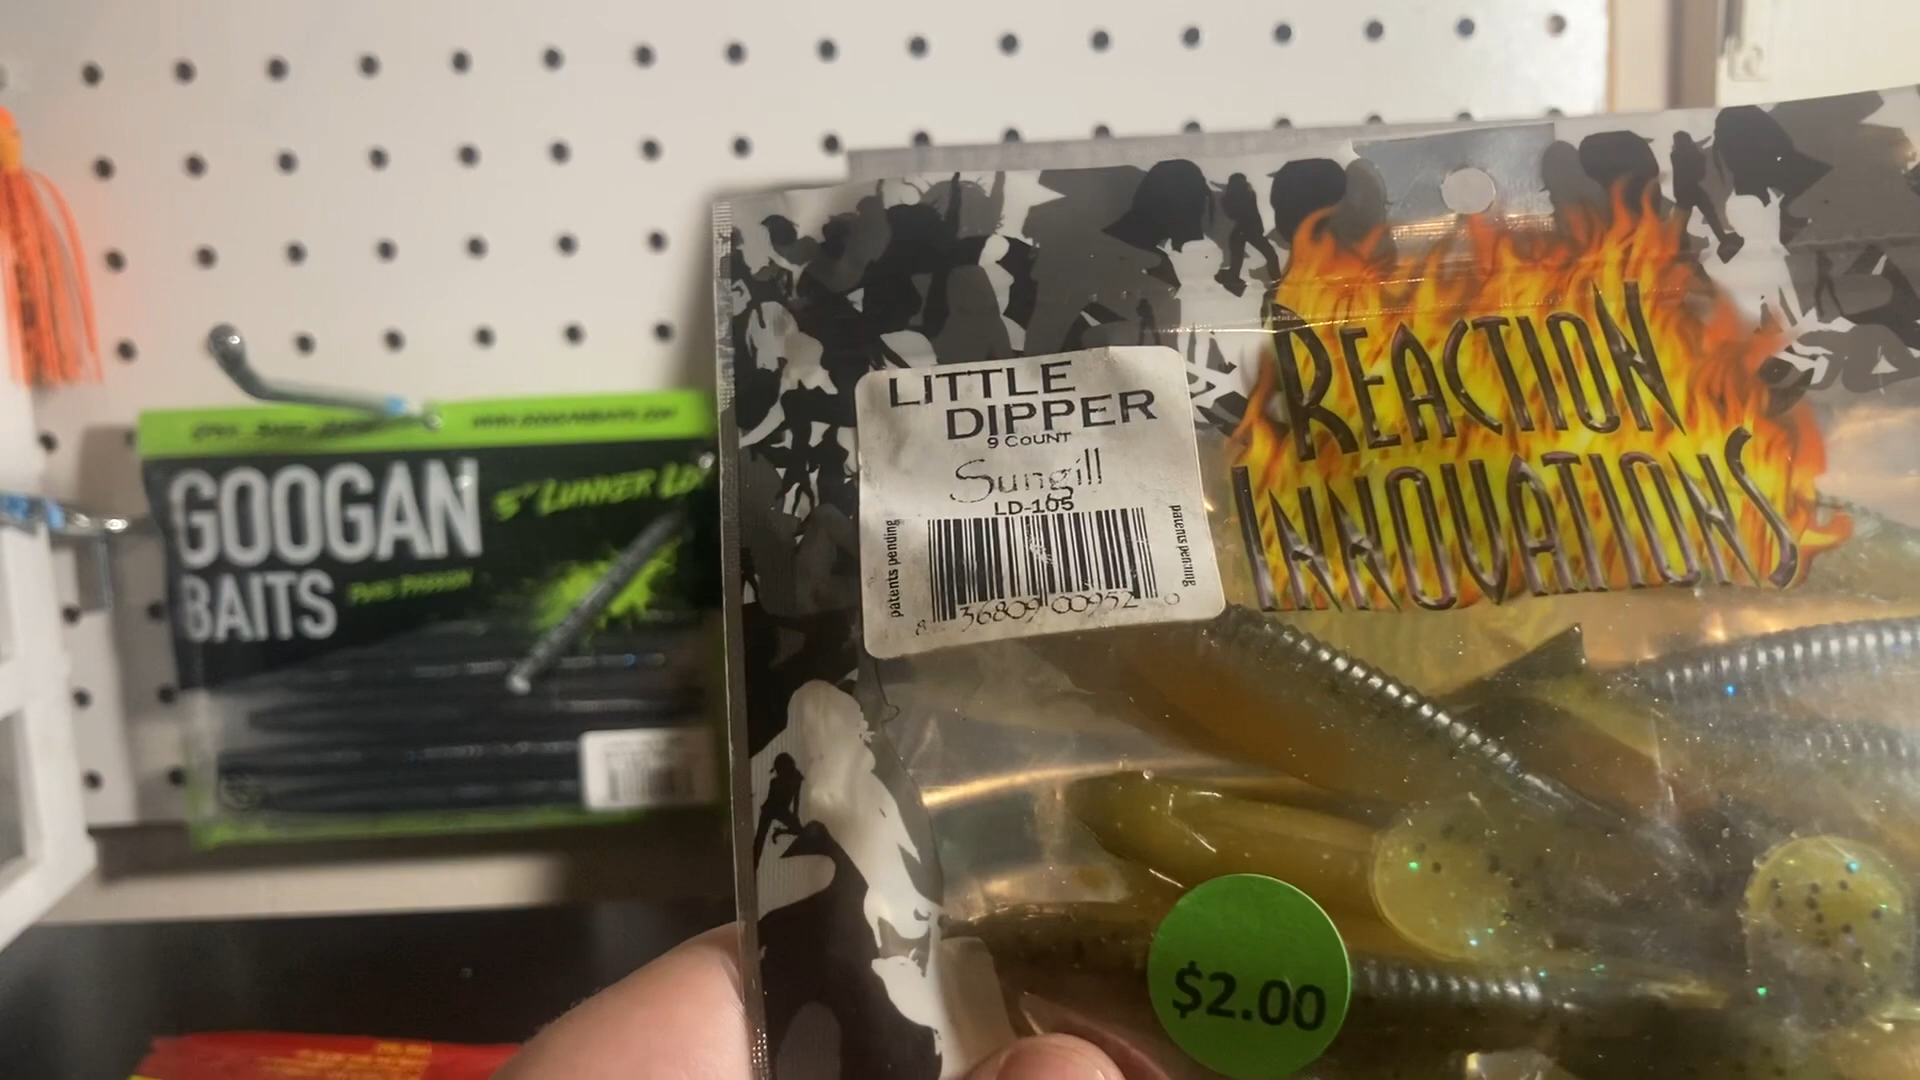 LITTLE
DIPPER
9 COUNT
Sungill
LD-105
patents pending
patents pending
8 36809 00952 0
REACTION
INNOVATIONS
$2.00
GOOGAN
BAITS
5" LUNKER